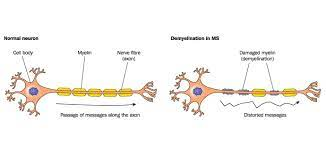 Normal neuron
Cell body
Myelin
Nerve fibre
(axon)
Passage of messages along the axon
Demyelination in MS
Damaged myelin
(demyelination)
Distorted messages